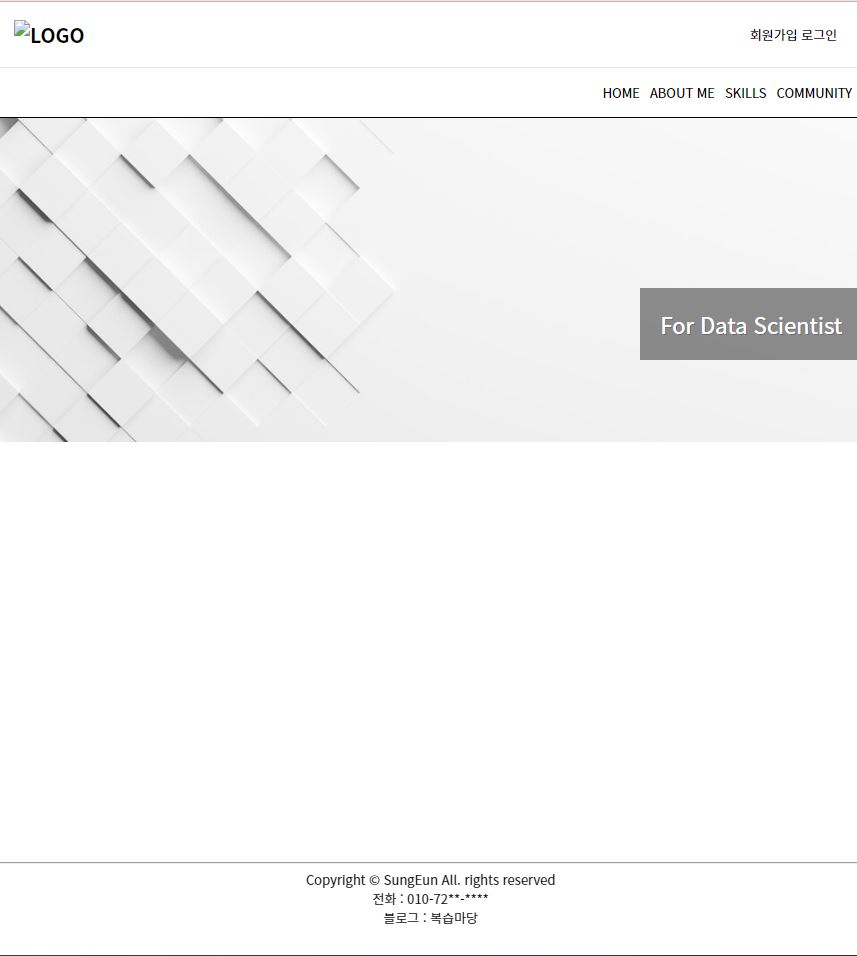 LOGO
회원가입 로그인
HOME ABOUT ME SKILLS COMMUNITY
For Data Scientist
Copyright © SungEun All. rights reserved
전화 : 010-72**-****
블로그 : 복습마당